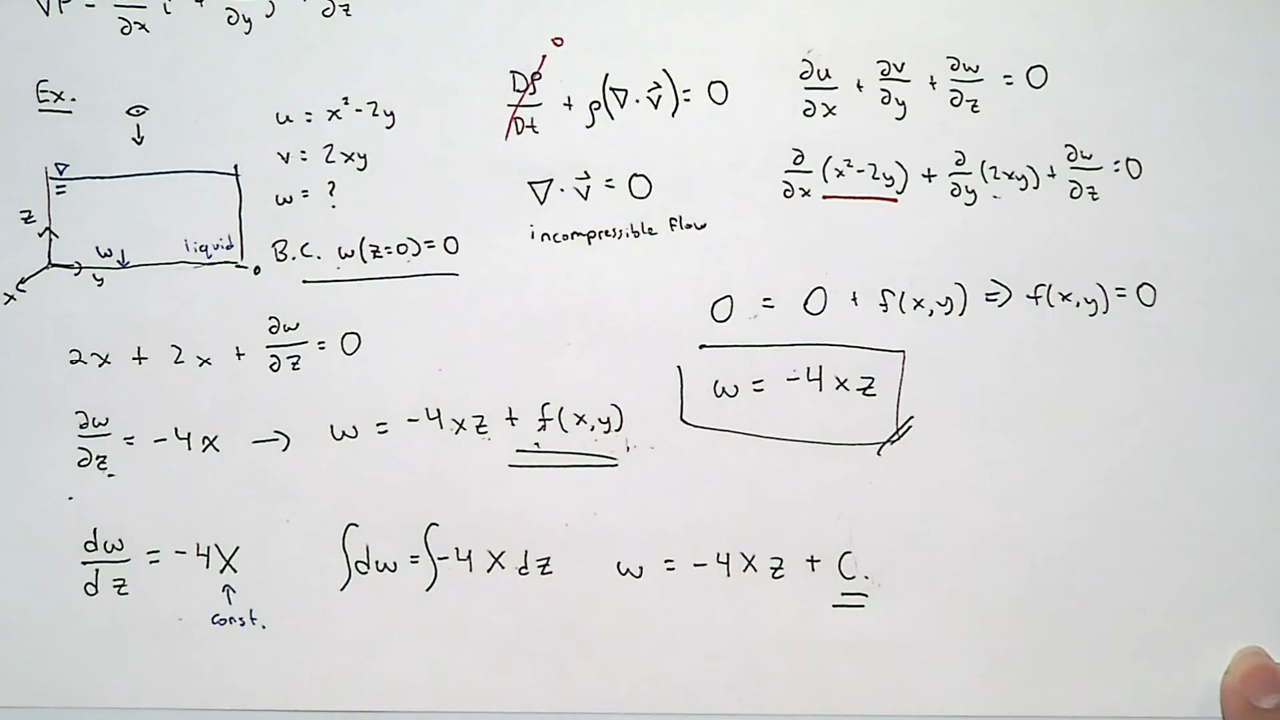 ∇P = ∂/∂x i + ∂/∂y j ∂z
Ex.
u = x² - 2y
v = 2xy
w = ?
B.C. w(z=0) = 0
z
w↓
liquid
y
x
Dρ/Dt 0 + ρ(∇ · v⃗) = 0
∇ · v⃗ = 0
incompressible flow
∂u/∂x + ∂v/∂y + ∂w/∂z = 0
∂/∂x (x² - 2y) + ∂/∂y (2xy) + ∂w/∂z = 0
2x + 2x + ∂w/∂z = 0
∂w/∂z = -4x → w = -4xz + f(x,y)
0 = 0 + f(x,y) ⇒ f(x,y) = 0
w = -4xz
dw/dz = -4x
↑
const.
∫dw = ∫-4x dz
w = -4xz + C.